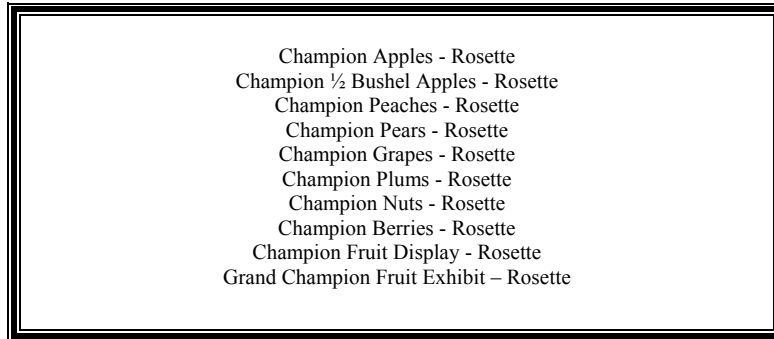 Champion Apples - Rosette
Champion ½ Bushel Apples - Rosette
Champion Peaches - Rosette
Champion Pears - Rosette
Champion Grapes - Rosette
Champion Plums - Rosette
Champion Nuts - Rosette
Champion Berries - Rosette
Champion Fruit Display - Rosette
Grand Champion Fruit Exhibit – Rosette